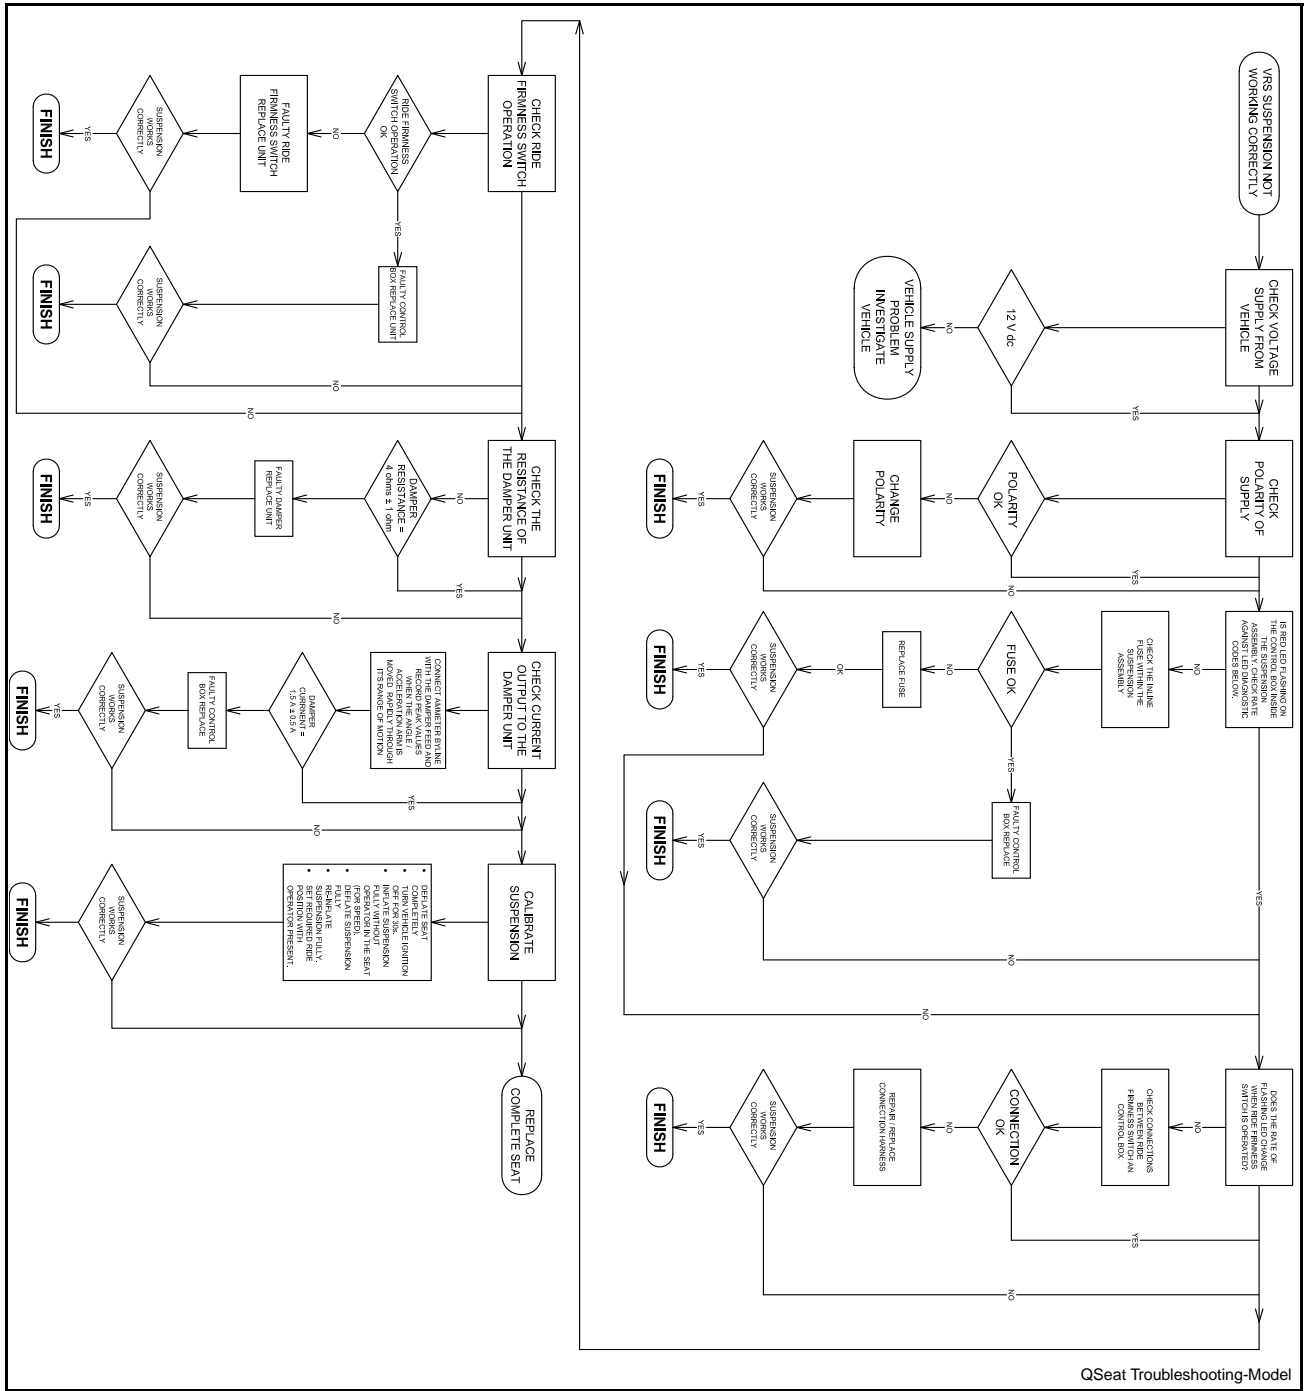 VRS SUSPENSION NOT
WORKING CORRECTLY
CHECK VOLTAGE
SUPPLY FROM
VEHICLE
12 V dc
NO
VEHICLE SUPPLY
PROBLEM
INVESTIGATE
VEHICLE
YES
CHECK
POLARITY OF
SUPPLY
POLARITY
OK
NO
CHANGE
POLARITY
SUSPENSION
WORKS
CORRECTLY
YES
FINISH
YES
NO
IS RED LED FLASHING ON
THE CONTROL BOX INSIDE
THE SUSPENSION
ASSEMBLY. CHECK RATE
AGAINST LED DIAGNOSTIC
CODES BELOW.
NO
CHECK THE INLINE
FUSE WITHIN THE
SUSPENSION
ASSEMBLY
FUSE OK
NO
REPLACE FUSE
OK
SUSPENSION
WORKS
CORRECTLY
YES
FINISH
YES
FAULTY CONTROL
BOX REPLACE
SUSPENSION
WORKS
CORRECTLY
YES
FINISH
YES
NO
NO
DOES THE RATE OF
FLASHING LED CHANGE
WHEN RIDE FIRMNESS
SWITCH IS OPERATED?
NO
CHECK CONNECTIONS
BETWEEN RIDE
FIRMNESS SWITCH AN
CONTROL BOX
CONNECTION
OK
NO
REPAIR / REPLACE
CONNECTION HARNESS
SUSPENSION
WORKS
CORRECTLY
YES
FINISH
YES
NO
CHECK RIDE
FIRMNESS SWITCH
OPERATION
RIDE FIRMNESS
SWITCH OPERATION
OK
NO
FAULTY RIDE
FIRMNESS SWITCH
REPLACE UNIT
SUSPENSION
WORKS
CORRECTLY
YES
FINISH
YES
FAULTY CONTROL
BOX REPLACE UNIT
SUSPENSION
WORKS
CORRECTLY
FINISH
NO
NO
CHECK THE
RESISTANCE OF
THE DAMPER UNIT
NO
DAMPER
RESISTANCE =
4 ohms ± 1 ohm
FAULTY DAMPER
REPLACE UNIT
SUSPENSION
WORKS
CORRECTLY
YES
FINISH
YES
NO
CHECK CURRENT
OUTPUT TO THE
DAMPER UNIT
CONNECT AMMETER BYLINE
WITH THE DAMPER FEED AND
RECORD PEAK VALUES
WHEN THE ANGLE /
ACCELERATION ARM IS
MOVED RAPIDLY THROUGH
IT'S RANGE OF MOTION
DAMPER
CURRNENT =
1.5 A ± 0.5 A
NO
FAULTY CONTROL
BOX REPLACE
SUSPENSION
WORKS
CORRECTLY
YES
FINISH
YES
NO
CALIBRATE
SUSPENSION
• DEFLATE SEAT
COMPLETELY
• TURN VEHICLE IGNITION
OFF FOR 30s.
• INFLATE SUSPENSION
FULLY WITHOUT
OPERATOR IN THE SEAT
(FOR SPEED).
• DEFLATE SUSPENSION
FULLY
• RE-INFLATE
SUSPENSION FULLY.
• SET REQUIRED RIDE
POSITION WITH
OPERATOR PRESENT.
SUSPENSION
WORKS
CORRECTLY
FINISH
REPLACE
COMPLETE SEAT
QSeat Troubleshooting-Model